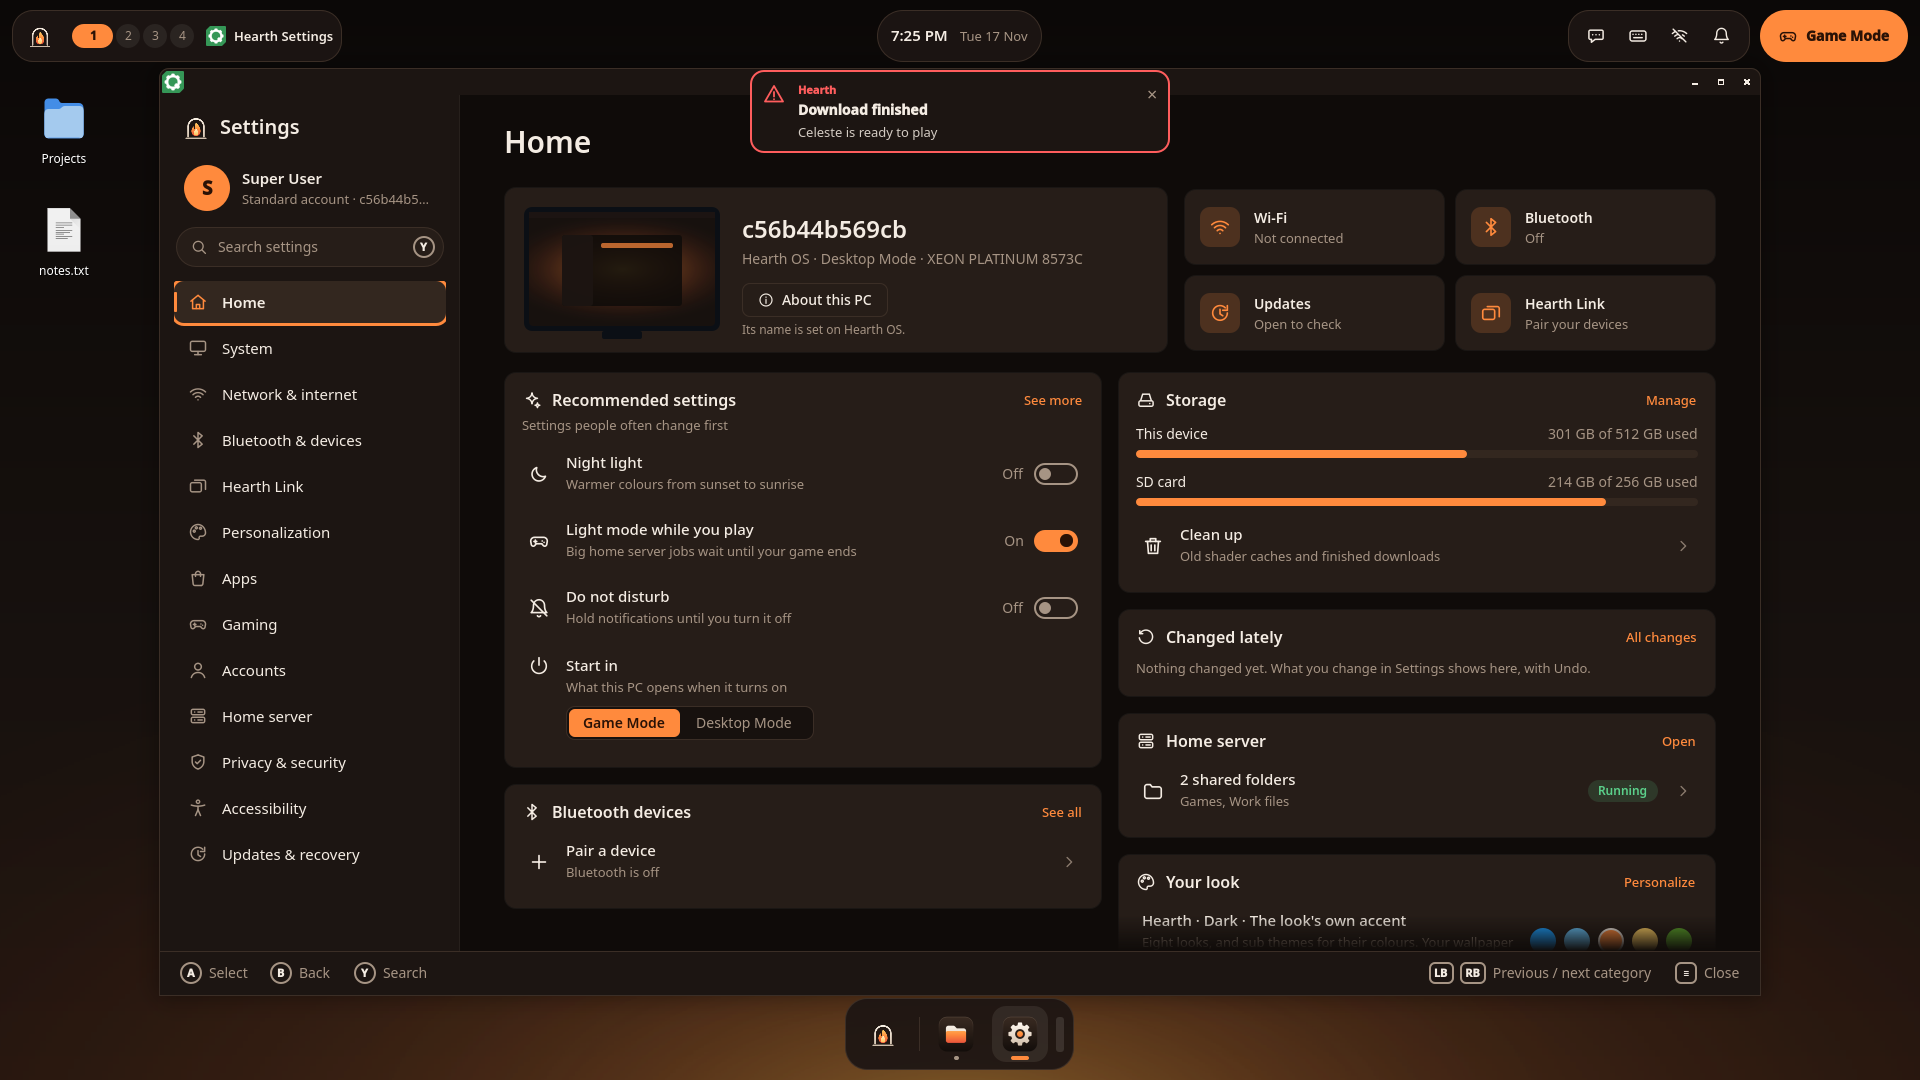 1 2 3 4 Hearth Settings
7:25 PM Tue 17 Nov
Game Mode
Projects
notes.txt
Hearth
Download finished
Celeste is ready to play
Settings
S
Super User
Standard account · c56b44b5...
Search settings Y
Home
System
Network & internet
Bluetooth & devices
Hearth Link
Personalization
Apps
Gaming
Accounts
Home server
Privacy & security
Accessibility
Updates & recovery
Home
c56b44b569cb
Hearth OS · Desktop Mode · XEON PLATINUM 8573C
About this PC
Its name is set on Hearth OS.
Wi-Fi
Not connected
Bluetooth
Off
Updates
Open to check
Hearth Link
Pair your devices
Recommended settings See more
Settings people often change first
Night light
Warmer colours from sunset to sunrise
Off
Light mode while you play
Big home server jobs wait until your game ends
On
Do not disturb
Hold notifications until you turn it off
Off
Start in
What this PC opens when it turns on
Game Mode Desktop Mode
Bluetooth devices See all
Pair a device
Bluetooth is off
Storage Manage
This device 301 GB of 512 GB used
SD card 214 GB of 256 GB used
Clean up
Old shader caches and finished downloads
Changed lately All changes
Nothing changed yet. What you change in Settings shows here, with Undo.
Home server Open
2 shared folders
Games, Work files
Running
Your look Personalize
Hearth · Dark · The look's own accent
Eight looks, and sub themes for their colours. Your wallpaper
A Select B Back Y Search
LB RB Previous / next category Close